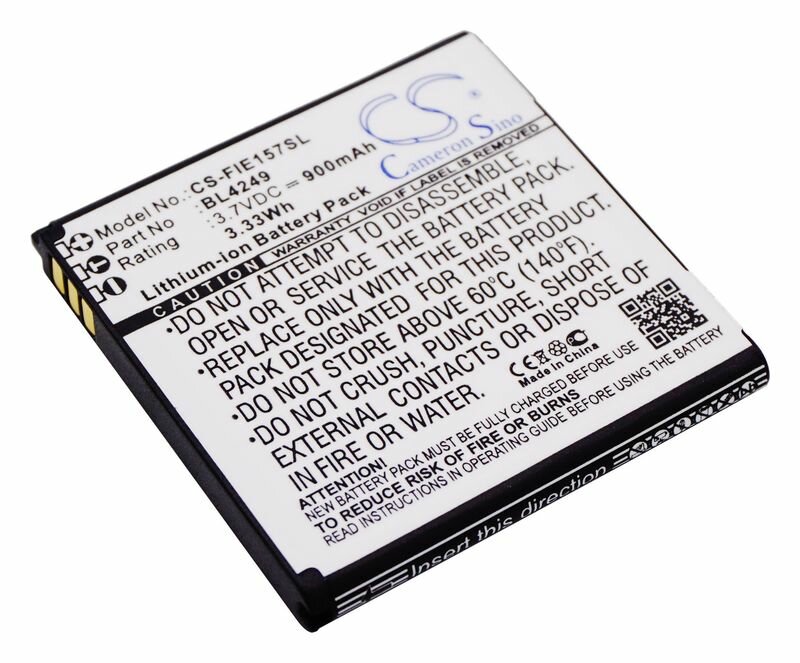 CS
Cameron Sino
Model No. :CS-FIE157SL
Part No :BL4249
Rating :3.7VDC 900mAh
3.33Wh
Lithium-ion Battery Pack
CAUTION WARRANTY VOID IF LABEL REMOVED
•DO NOT ATTEMPT TO DISASSEMBLE,
OPEN OR SERVICE THE BATTERY PACK.
•REPLACE ONLY WITH THE BATTERY
PACK DESIGNATED FOR YOUR PRODUCT.
•DO NOT STORE ABOVE 60°C (140°F).
•DO NOT CRUSH, PUNCTURE, SHORT
EXTERNAL CONTACTS OR DISPOSE OF
IN FIRE OR WATER.
CE
Made in China
ATTENTION!
NEW BATTERY PACK MUST BE FULLY CHARGED BEFORE USE.
TO REDUCE RISK OF FIRE OR BURNS
READ INSTRUCTIONS BEFORE USING THE BATTERY
Insert this direction